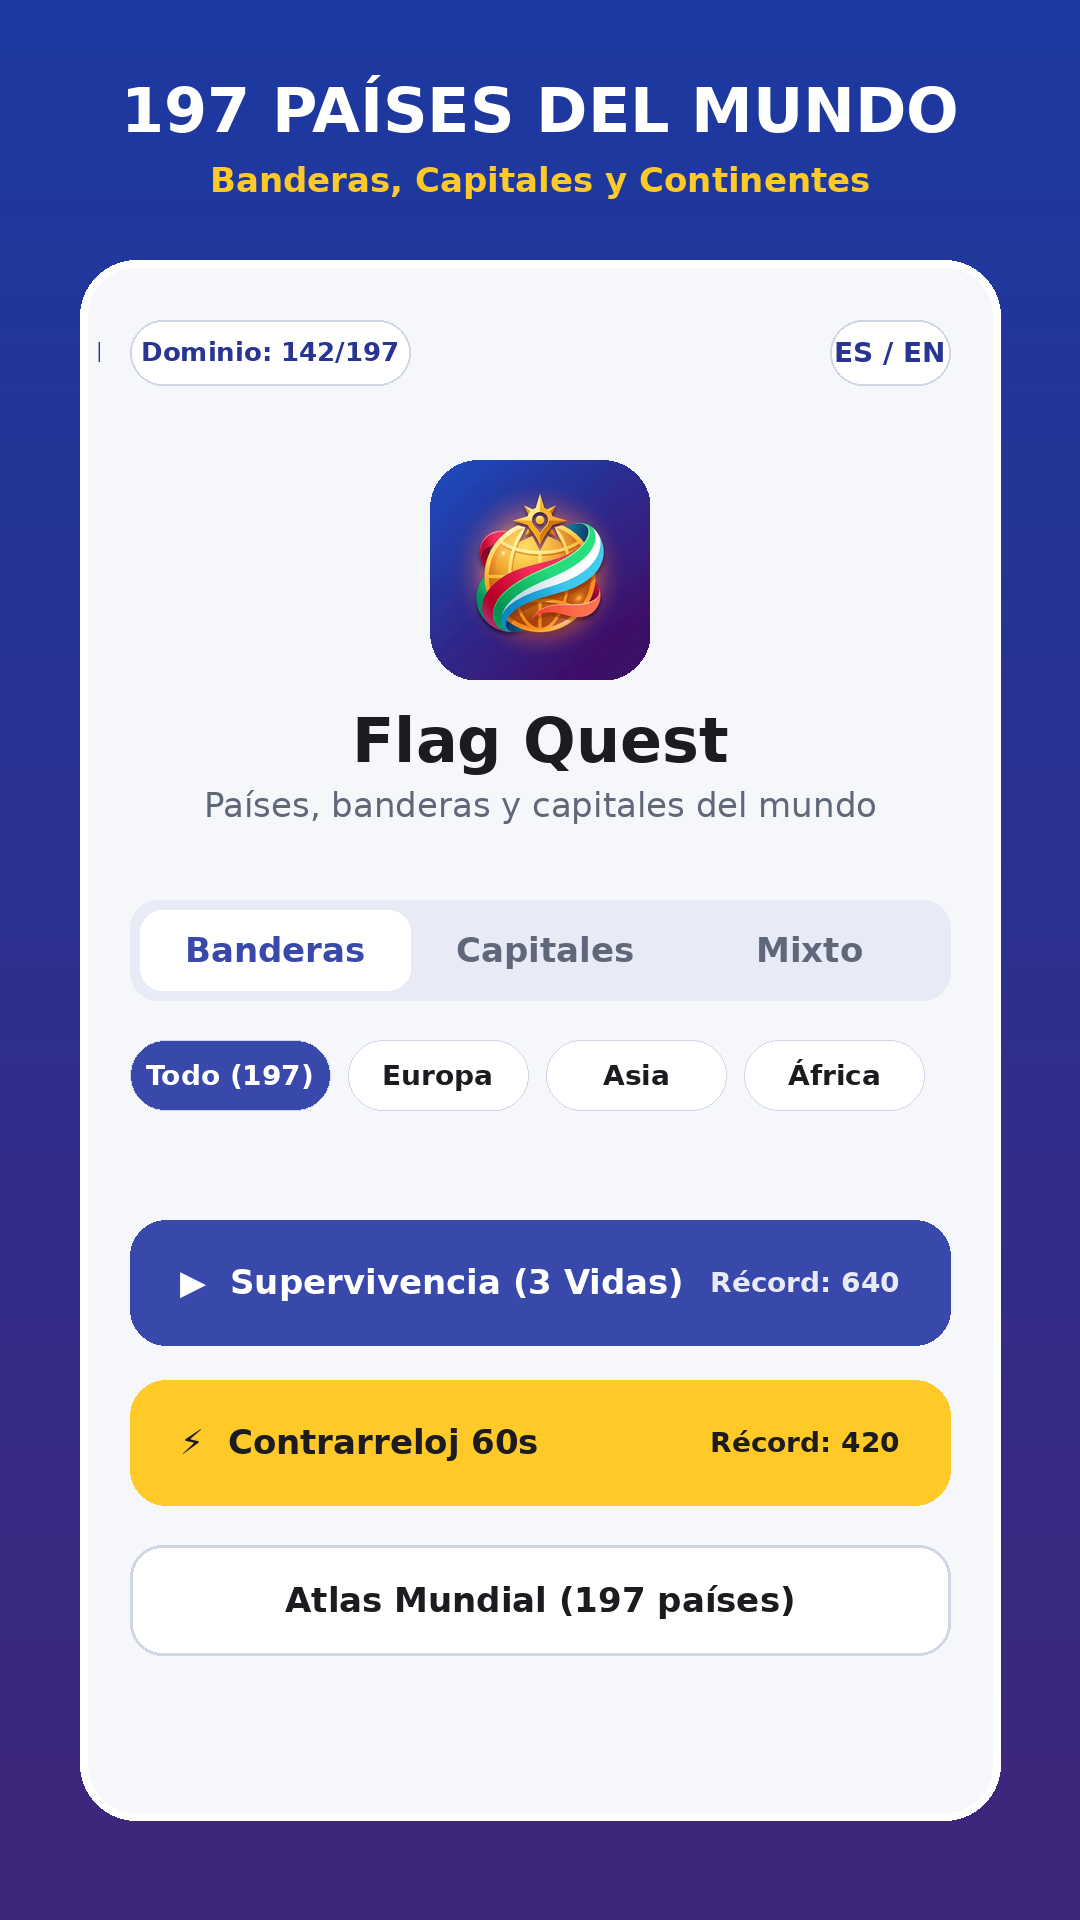 197 PAÍSES DEL MUNDO
Banderas, Capitales y Continentes
Dominio: 142/197
ES / EN
Flag Quest
Países, banderas y capitales del mundo
Banderas Capitales Mixto
Todo (197) Europa Asia África
▶ Supervivencia (3 Vidas) Récord: 640
⚡ Contrarreloj 60s Récord: 420
Atlas Mundial (197 países)